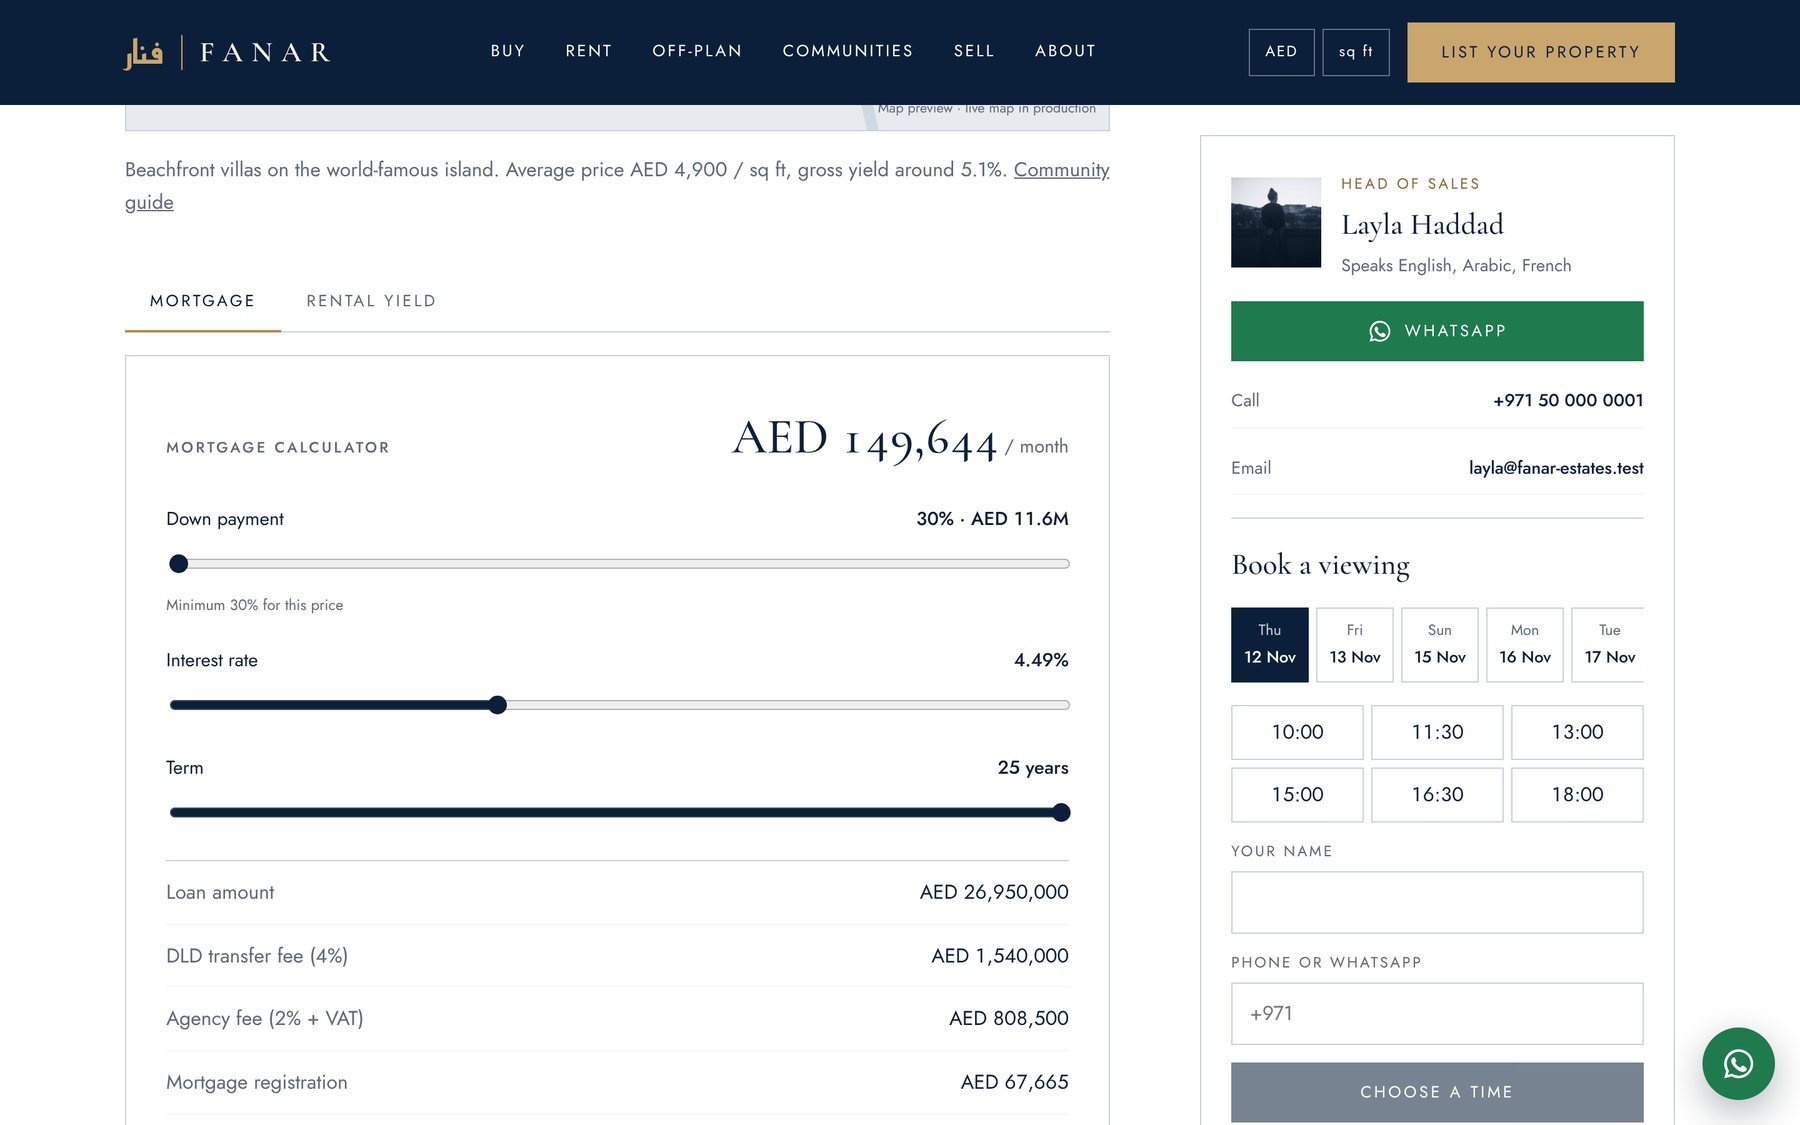 فنار FANAR
BUY RENT OFF-PLAN COMMUNITIES SELL ABOUT
AED sq ft LIST YOUR PROPERTY
Map preview · live map in production
Beachfront villas on the world-famous island. Average price AED 4,900 / sq ft, gross yield around 5.1%. Community
guide
MORTGAGE RENTAL YIELD
MORTGAGE CALCULATOR AED 149,644 / month
Down payment 30% · AED 11.6M
Minimum 30% for this price
Interest rate 4.49%
Term 25 years
Loan amount AED 26,950,000
DLD transfer fee (4%) AED 1,540,000
Agency fee (2% + VAT) AED 808,500
Mortgage registration AED 67,665
HEAD OF SALES
Layla Haddad
Speaks English, Arabic, French
WHATSAPP
Call +971 50 000 0001
Email layla@fanar-estates.test
Book a viewing
Thu Fri Sun Mon Tue
12 Nov 13 Nov 15 Nov 16 Nov 17 Nov
10:00 11:30 13:00
15:00 16:30 18:00
YOUR NAME
PHONE OR WHATSAPP
+971
CHOOSE A TIME